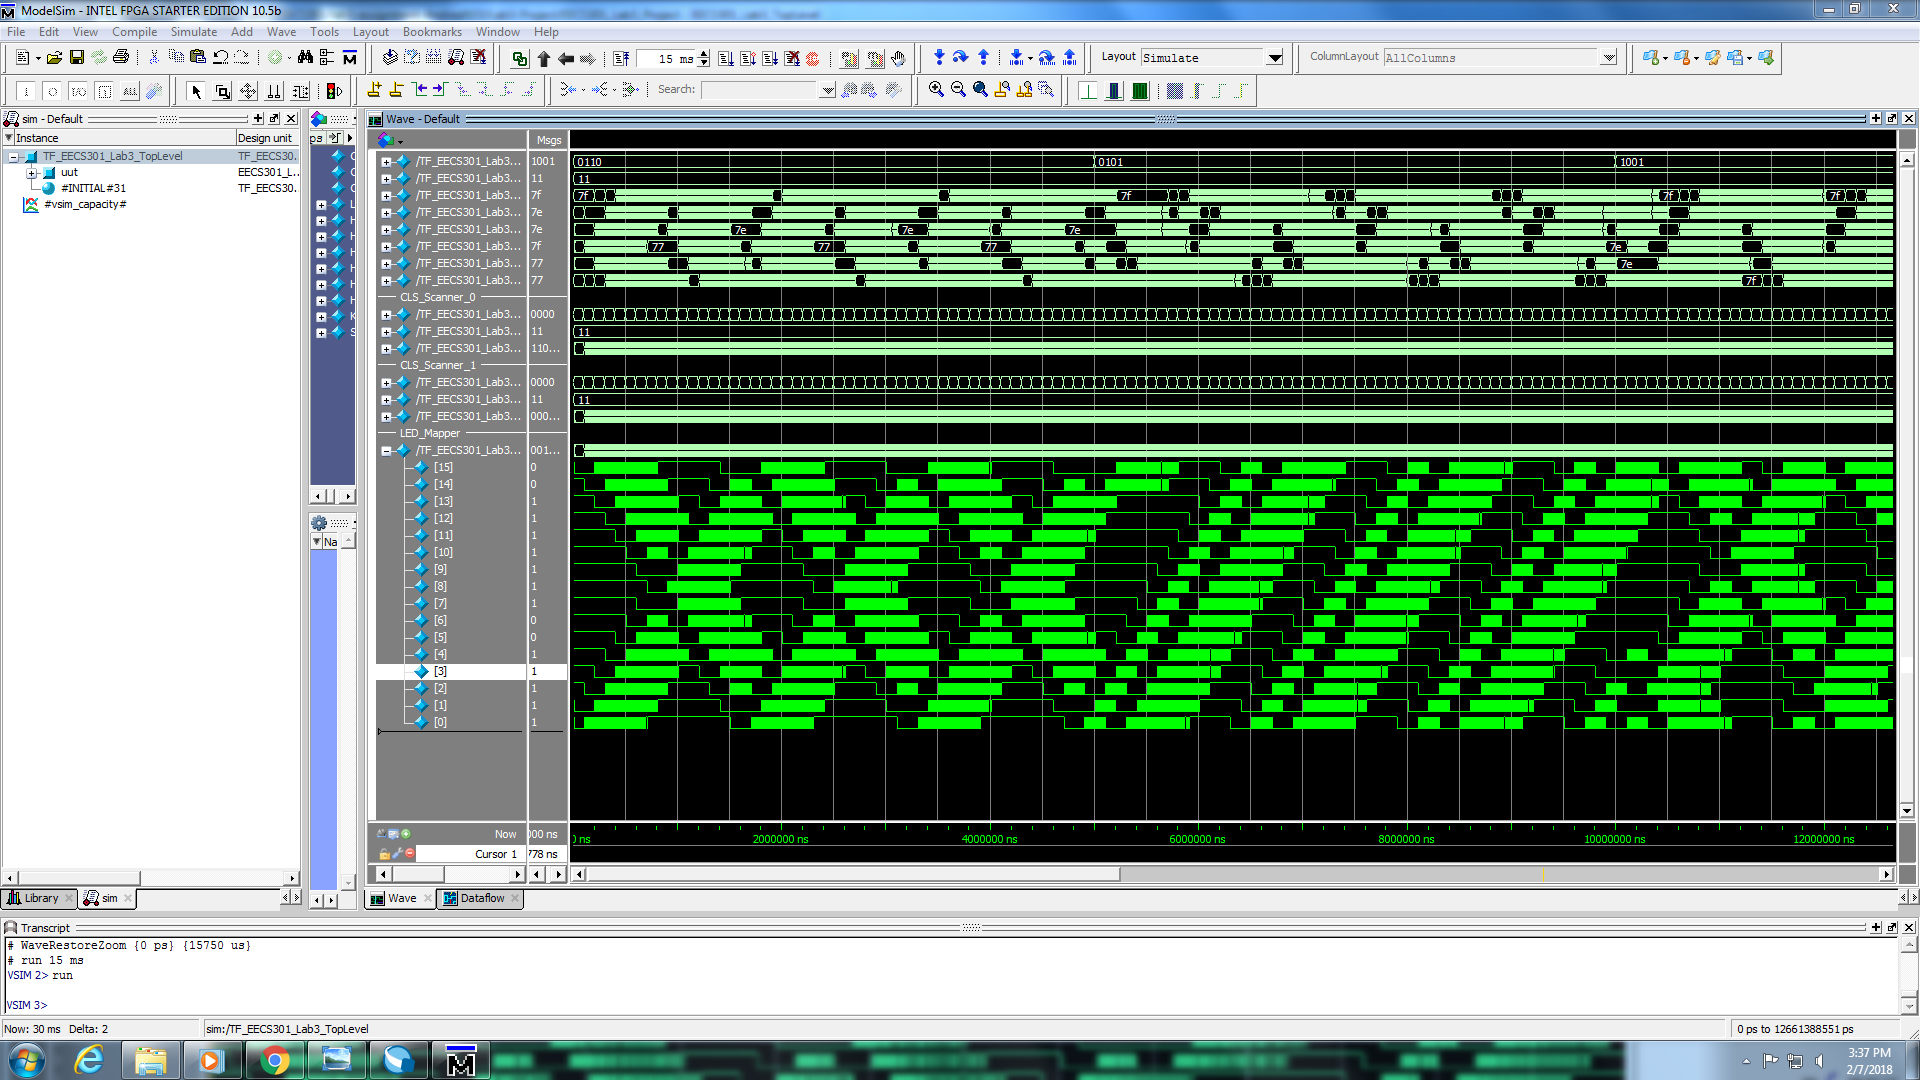 ModelSim - INTEL FPGA STARTER EDITION 10.5b
File Edit View Compile Simulate Add Wave Tools Layout Bookmarks Window Help
15 ms
Layout Simulate
ColumnLayout AllColumns
ALL
Search:
sim - Default
Instance Design unit
TF_EECS301_Lab3_TopLevel TF_EECS30...
uut EECS301_L...
#INITIAL#31 TF_EECS30...
#vsim_capacity#
ps
Na
Wave - Default
Msgs
/TF_EECS301_Lab3... 1001 0110 0101 1001
/TF_EECS301_Lab3... 11 11
/TF_EECS301_Lab3... 7f 7f 7f 7f 7f
/TF_EECS301_Lab3... 7e
/TF_EECS301_Lab3... 7e 7e 7e 7e
/TF_EECS301_Lab3... 7f 77 77 77 7e
/TF_EECS301_Lab3... 77 7e
/TF_EECS301_Lab3... 77 7f
CLS_Scanner_0
/TF_EECS301_Lab3... 0000
/TF_EECS301_Lab3... 11 11
/TF_EECS301_Lab3... 110...
CLS_Scanner_1
/TF_EECS301_Lab3... 0000
/TF_EECS301_Lab3... 11 11
/TF_EECS301_Lab3... 000...
LED_Mapper
/TF_EECS301_Lab3... 001...
[15] 0
[14] 0
[13] 1
[12] 1
[11] 1
[10] 1
[9] 1
[8] 1
[7] 1
[6] 0
[5] 0
[4] 1
[3] 1
[2] 1
[1] 1
[0] 1
Now 000 ns
ns 2000000 ns 4000000 ns 6000000 ns 8000000 ns 10000000 ns 12000000 ns
Cursor 1 778 ns
Library sim
Wave Dataflow
Transcript
# WaveRestoreZoom {0 ps} {15750 us}
# run 15 ms
VSIM 2> run
VSIM 3>
Now: 30 ms Delta: 2 sim:/TF_EECS301_Lab3_TopLevel 0 ps to 12661388551 ps
3:37 PM
2/7/2018